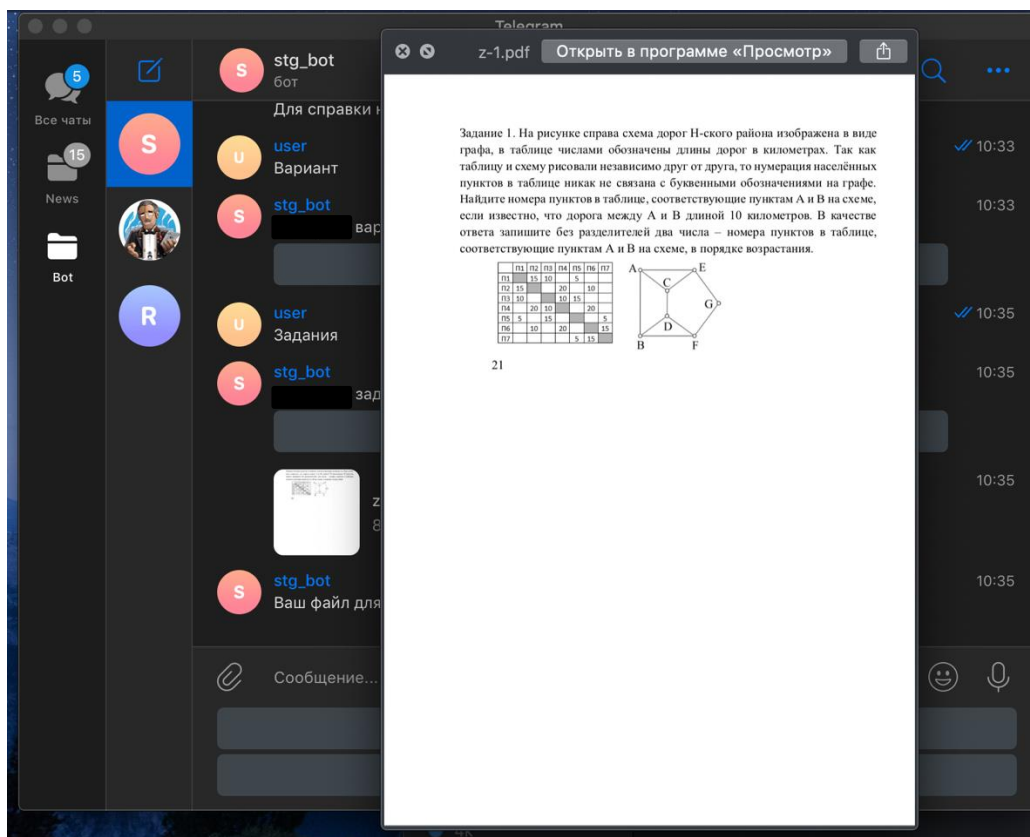 Telegram
5
Все чаты
15
News
Bot
S
R
S
stg_bot
бот
Для справки н
U
user
Вариант
10:33
S
stg_bot
вар
10:33
U
user
Задания
10:35
S
stg_bot
зад
10:35
z
8
10:35
S
stg_bot
Ваш файл для
10:35
Сообщение...
z-1.pdf
Открыть в программе «Просмотр»
Задание 1. На рисунке справа схема дорог Н-ского района изображена в виде
графа, в таблице числами обозначены длины дорог в километрах. Так как
таблицу и схему рисовали независимо друг от друга, то нумерация населённых
пунктов в таблице никак не связана с буквенными обозначениями на графе.
Найдите номера пунктов в таблице, соответствующие пунктам A и B на схеме,
если известно, что дорога между A и B длиной 10 километров. В качестве
ответа запишите без разделителей два числа – номера пунктов в таблице,
соответствующие пунктам A и B на схеме, в порядке возрастания.
П1 П2 П3 П4 П5 П6 П7
П1 15 10 5
П2 15 20 10
П3 10 10 15
П4 20 10 20
П5 5 15 5
П6 10 20 15
П7 5 15
A E
C
G
D
B F
21
4K